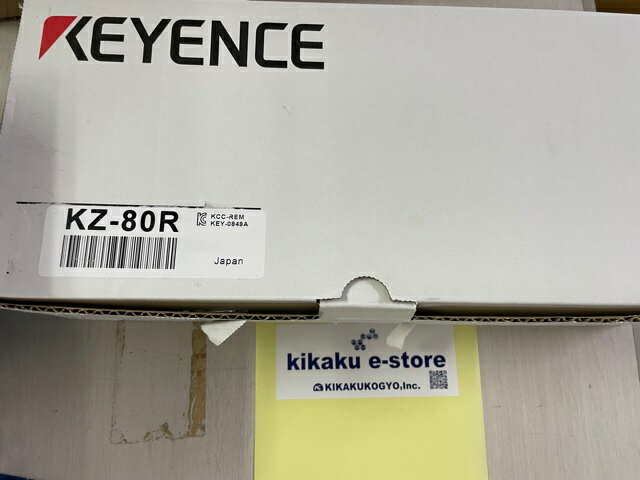 KEYENCE
KZ-80R
KCC-REM
KEY-0849A
Japan
kikaku e-store
KIKAKUKOGYO,Inc.